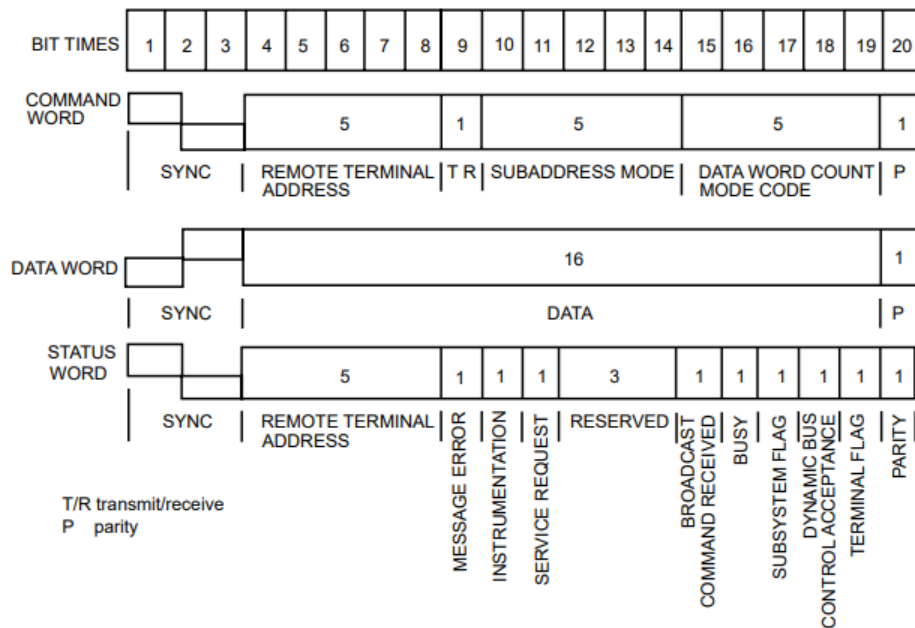 BIT TIMES 1 2 3 4 5 6 7 8 9 10 11 12 13 14 15 16 17 18 19 20
COMMAND
WORD
5 1 5 5 1
SYNC REMOTE TERMINAL T R SUBADDRESS MODE DATA WORD COUNT P
ADDRESS MODE CODE
DATA WORD 16 1
SYNC DATA P
STATUS
WORD
5 1 1 1 3 1 1 1 1 1 1
SYNC REMOTE TERMINAL
ADDRESS
MESSAGE ERROR
INSTRUMENTATION
SERVICE REQUEST
RESERVED
BROADCAST
COMMAND RECEIVED
BUSY
SUBSYSTEM FLAG
DYNAMIC BUS
CONTROL ACCEPTANCE
TERMINAL FLAG
PARITY
T/R transmit/receive
P parity